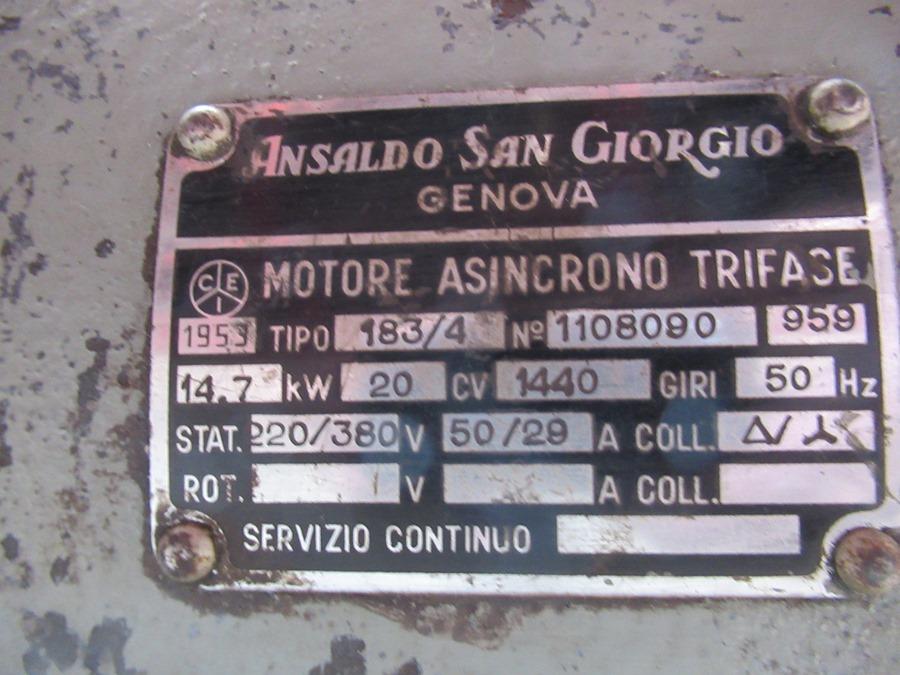 ANSALDO SAN GIORGIO
GENOVA
CEI MOTORE ASINCRONO TRIFASE
1953 TIPO 183/4 Nº 1108090 959
14.7 kW 20 CV 1440 GIRI 50 Hz
STAT. 220/380 V 50/29 A COLL. Δ/⅄
ROT. V A COLL.
SERVIZIO CONTINUO